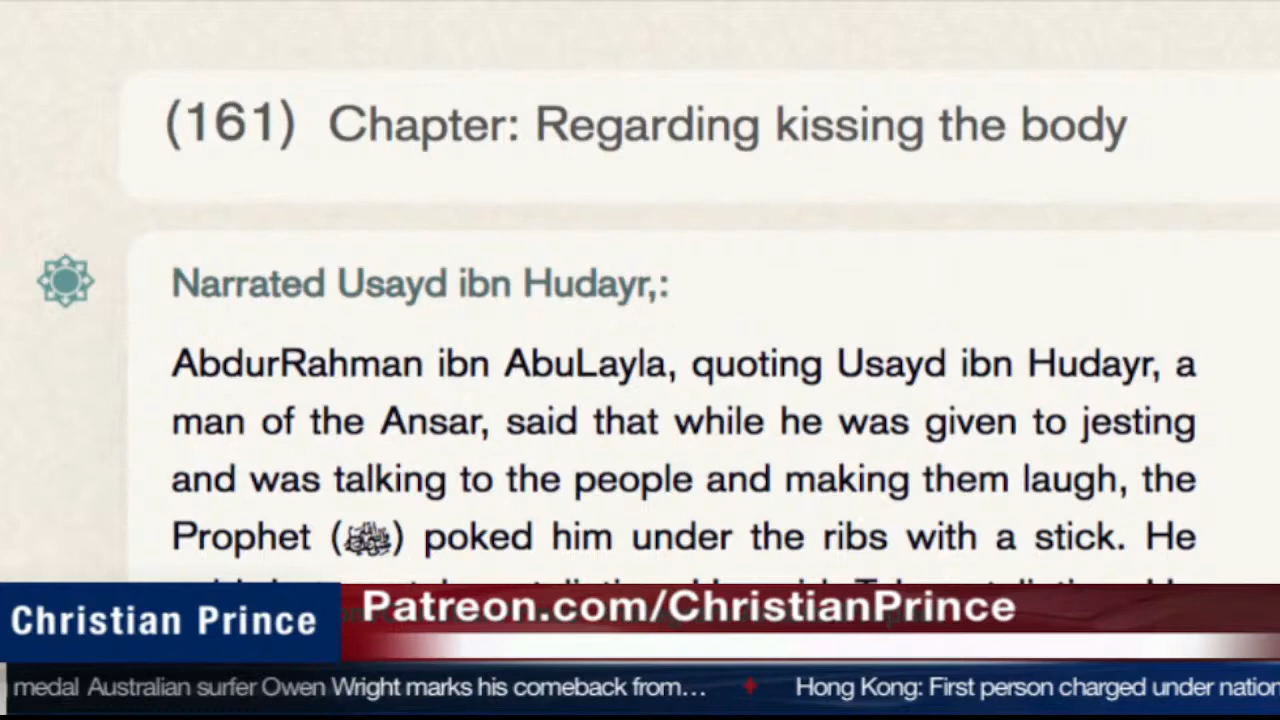 (161) Chapter: Regarding kissing the body
Narrated Usayd ibn Hudayr,:
AbdurRahman ibn AbuLayla, quoting Usayd ibn Hudayr, a
man of the Ansar, said that while he was given to jesting
and was talking to the people and making them laugh, the
Prophet (ﷺ) poked him under the ribs with a stick. He
Christian Prince
Patreon.com/ChristianPrince
medal Australian surfer Owen Wright marks his comeback from... ♦ Hong Kong: First person charged under nation